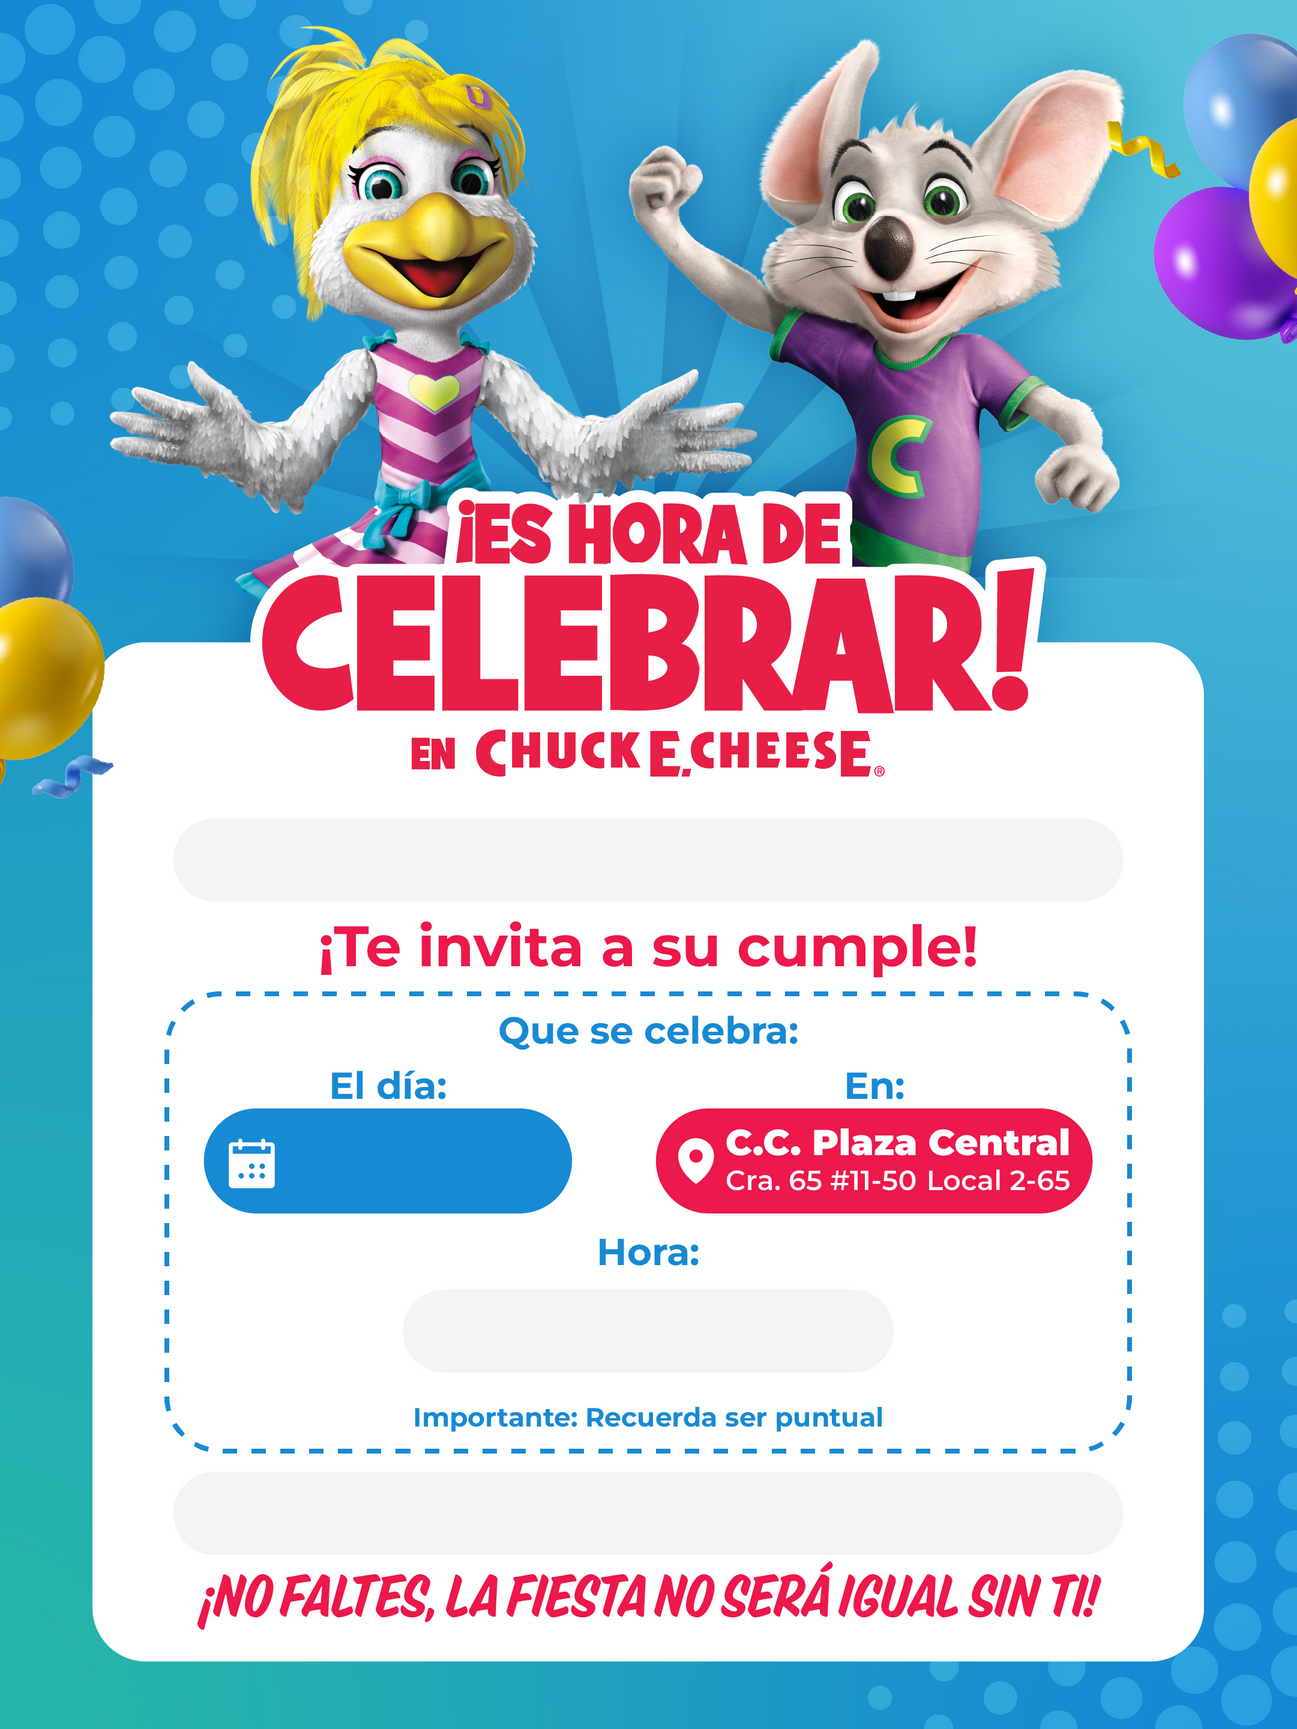 ¡ES HORA DE
CELEBRAR!
EN CHUCK E. CHEESE®
¡Te invita a su cumple!
Que se celebra:
El día:
En:
C.C. Plaza Central
Cra. 65 #11-50 Local 2-65
Hora:
Importante: Recuerda ser puntual
¡NO FALTES, LA FIESTA NO SERÁ IGUAL SIN TI!